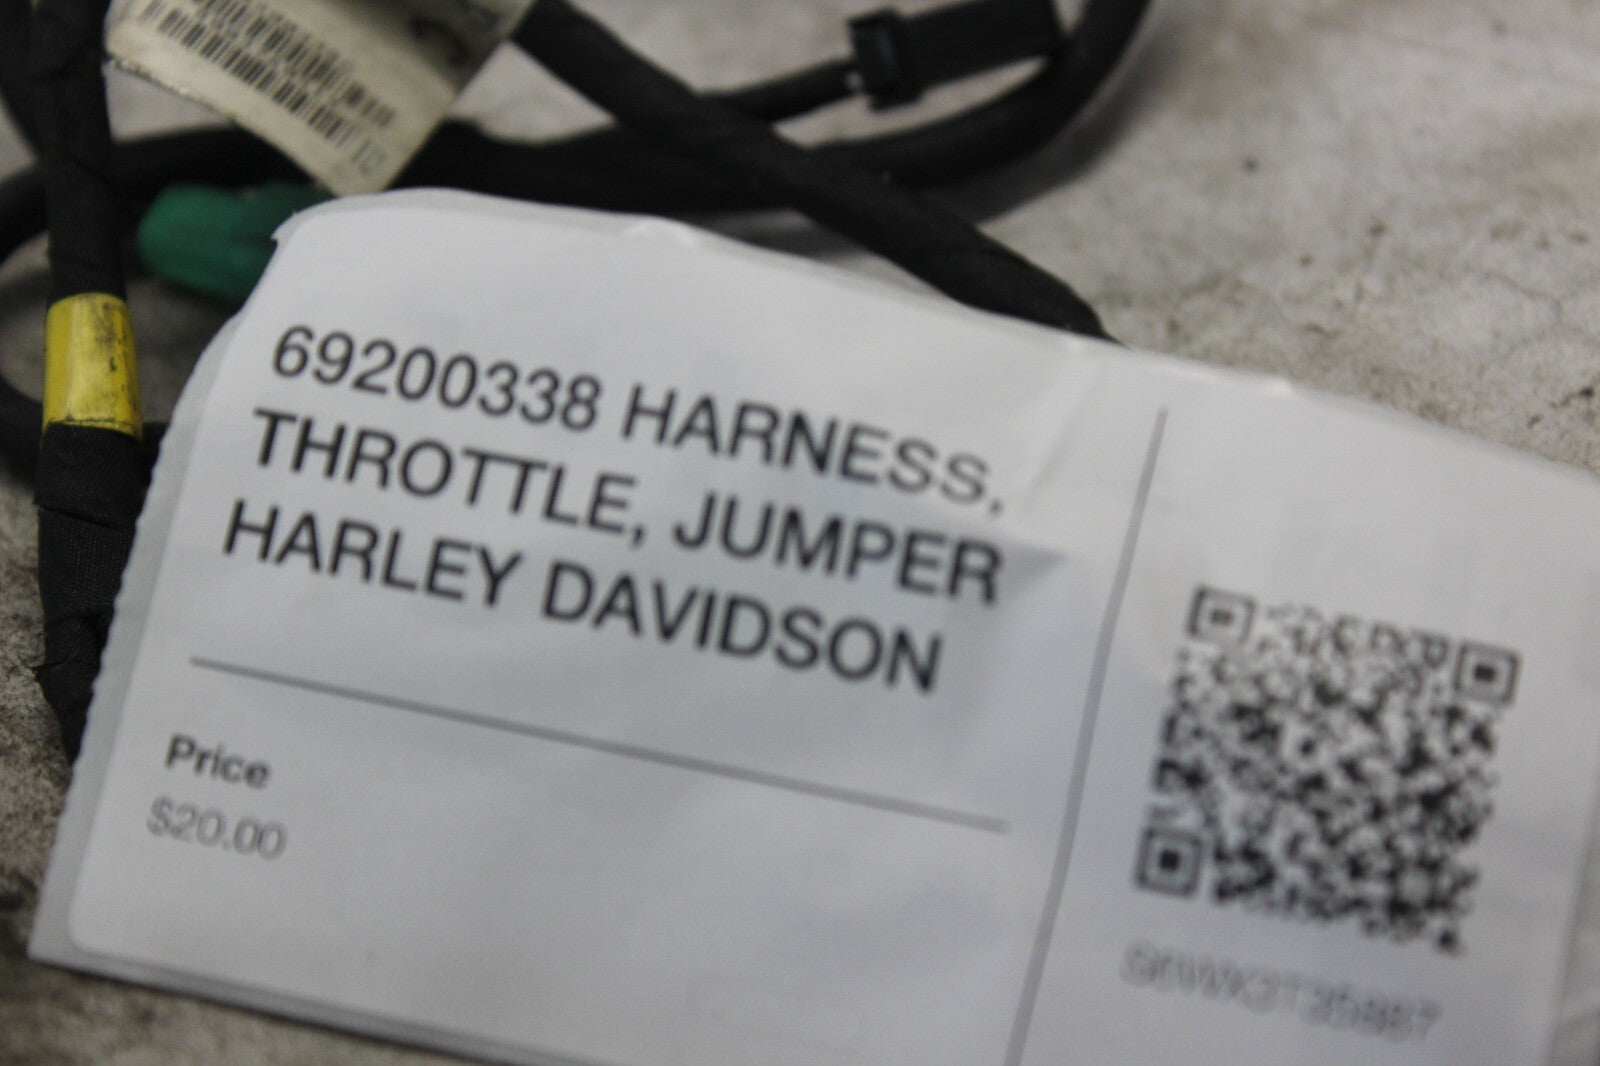 69200338 HARNESS,
THROTTLE, JUMPER
HARLEY DAVIDSON
Price
$20.00